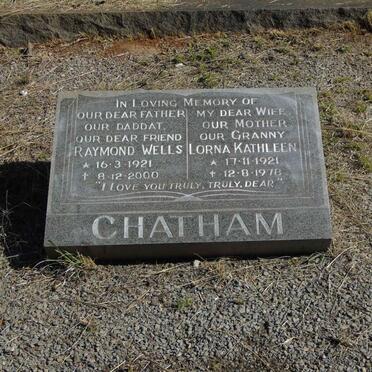 In Loving Memory of
OUR DEAR FATHER MY DEAR WIFE
OUR DADDAT, OUR MOTHER
OUR DEAR FRIEND OUR GRANNY
RAYMOND WELLS LORNA KATHLEEN
* 16·3·1921 * 17·11·1921
† 8·12·2000 † 12·8·1978
"I LOVE YOU TRULY, TRULY, DEAR"
CHATHAM